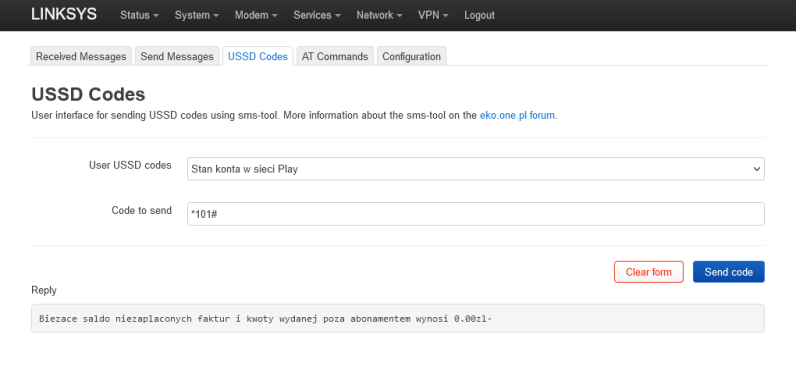 LINKSYS Status System Modem Services Network VPN Logout
Received Messages Send Messages USSD Codes AT Commands Configuration
USSD Codes
User interface for sending USSD codes using sms-tool. More information about the sms-tool on the eko.one.pl forum.
User USSD codes Stan konta w sieci Play
Code to send *101#
Clear form Send code
Reply
Biezace saldo niezaplaconych faktur i kwoty wydanej poza abonamentem wynosi 0.00zl-